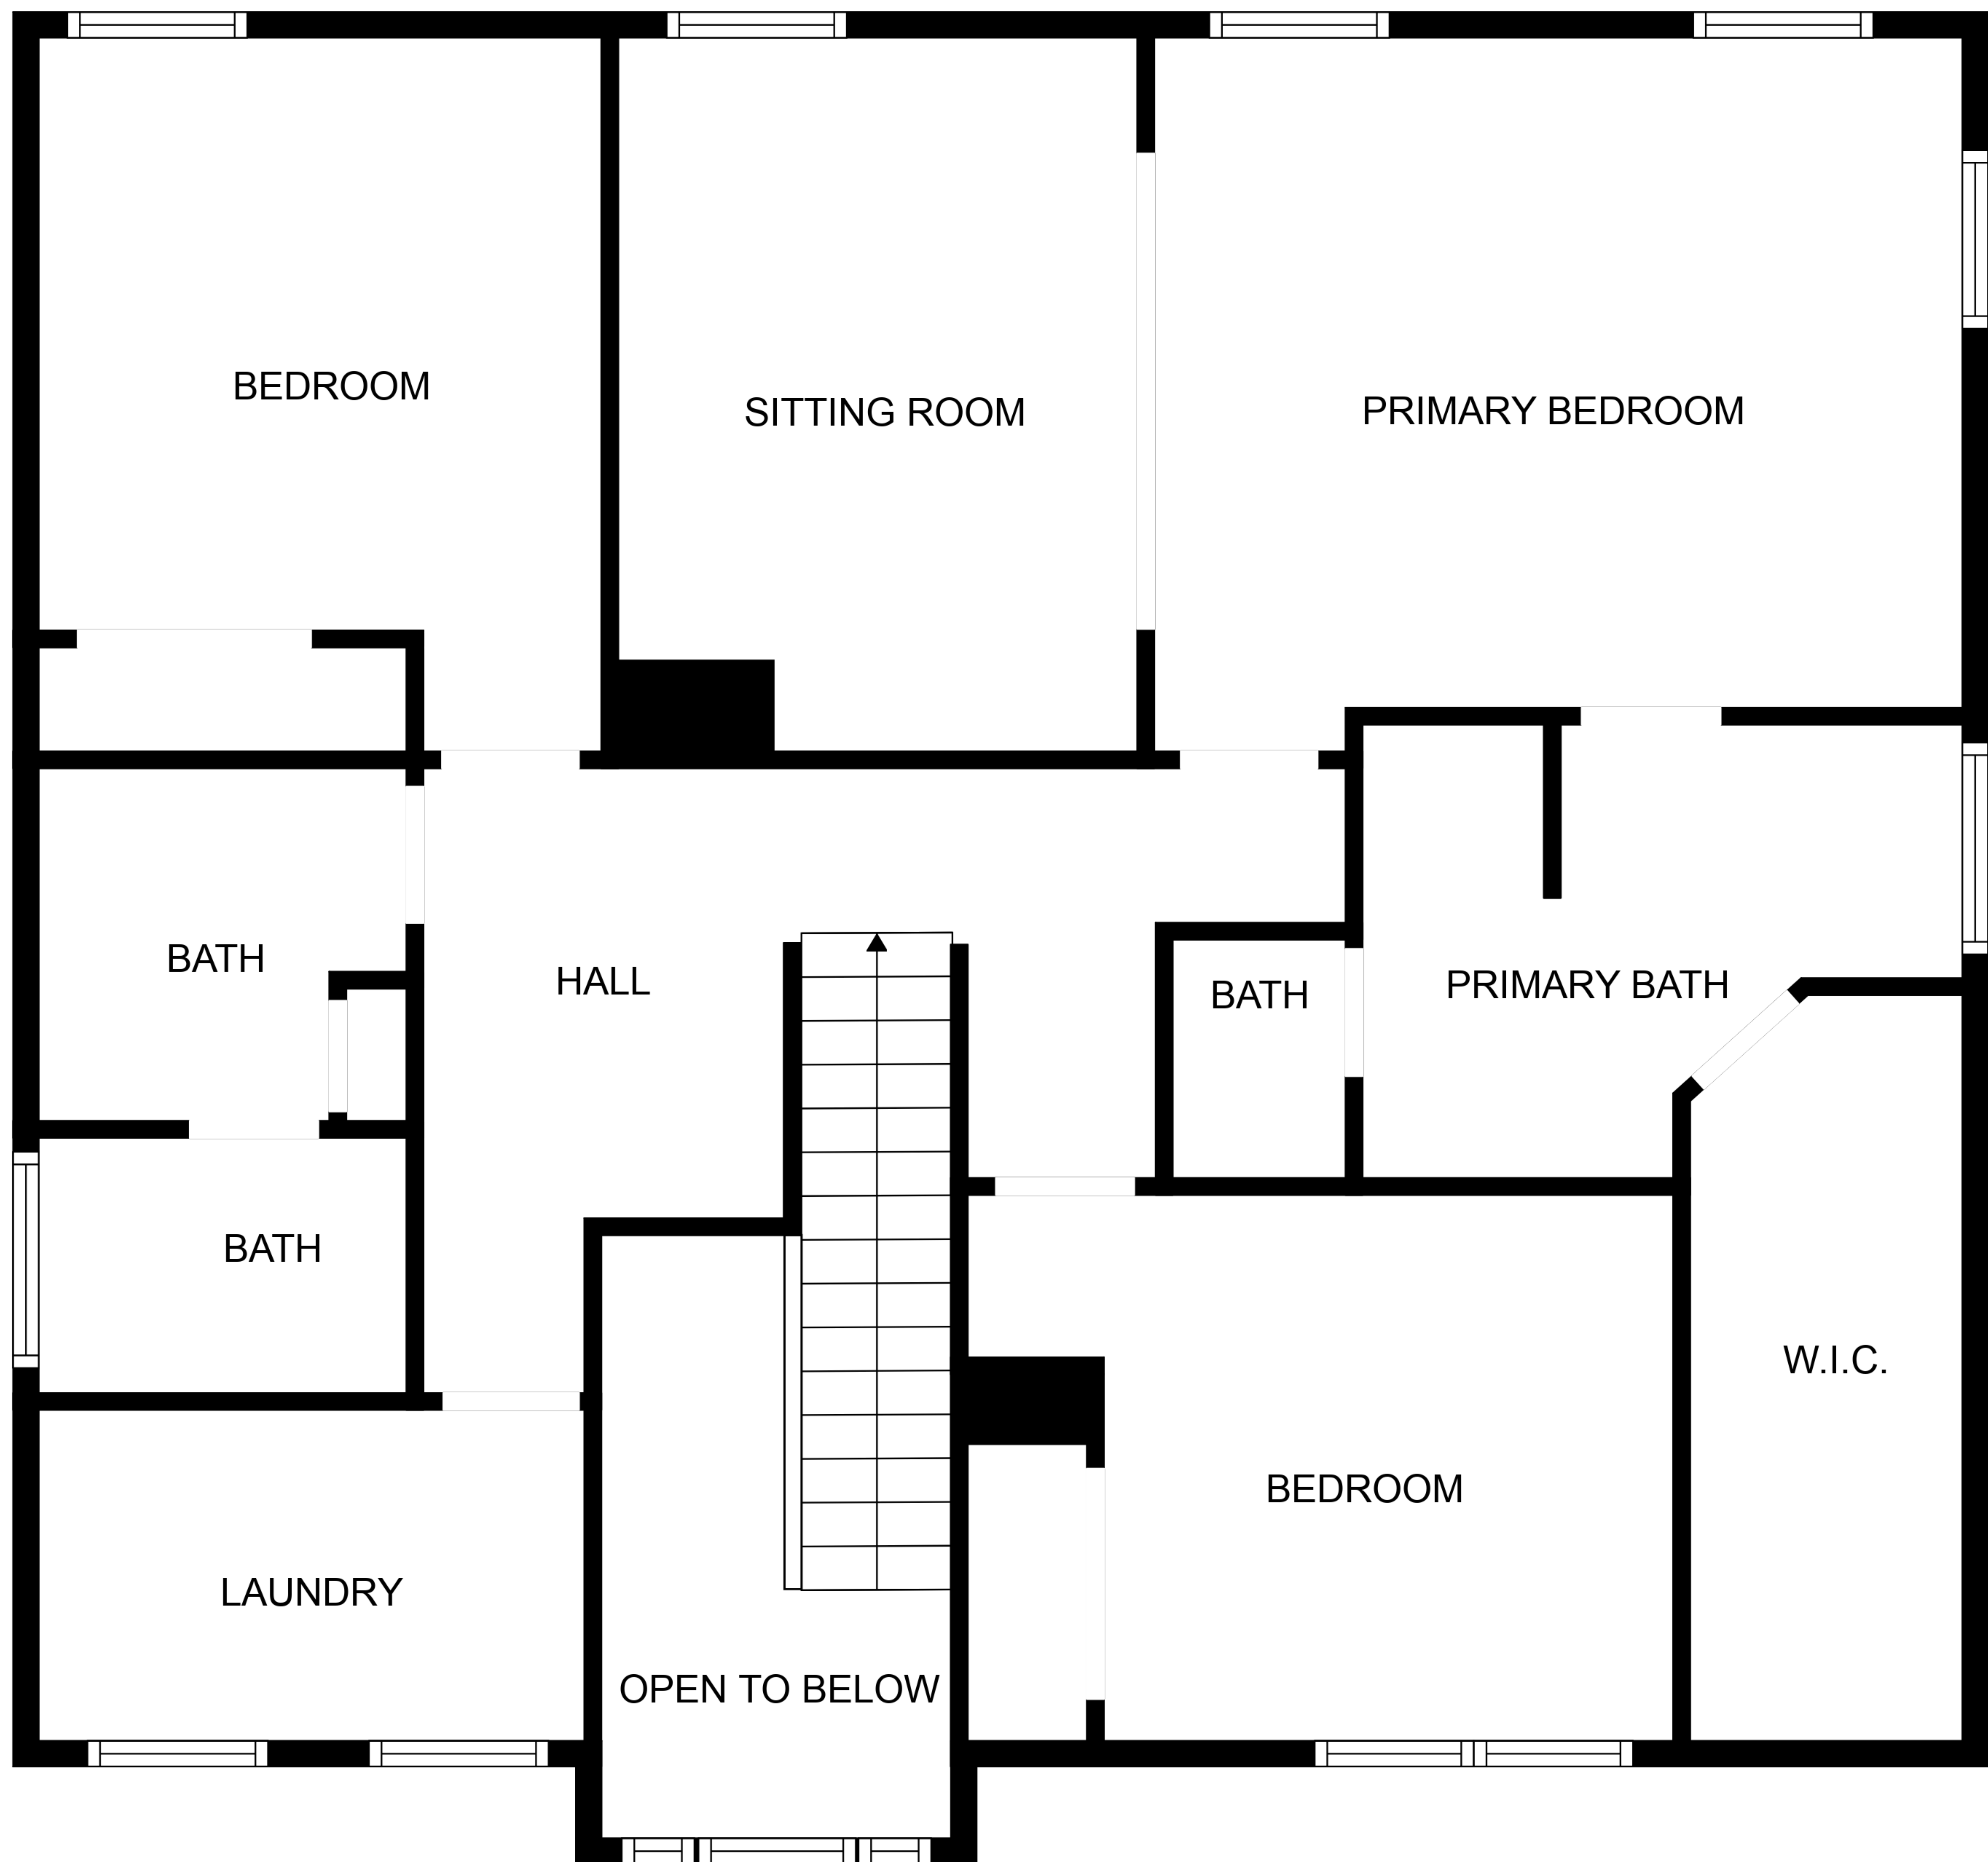 BEDROOM
SITTING ROOM
PRIMARY BEDROOM
BATH
HALL
BATH
PRIMARY BATH
BATH
W.I.C.
BEDROOM
LAUNDRY
OPEN TO BELOW